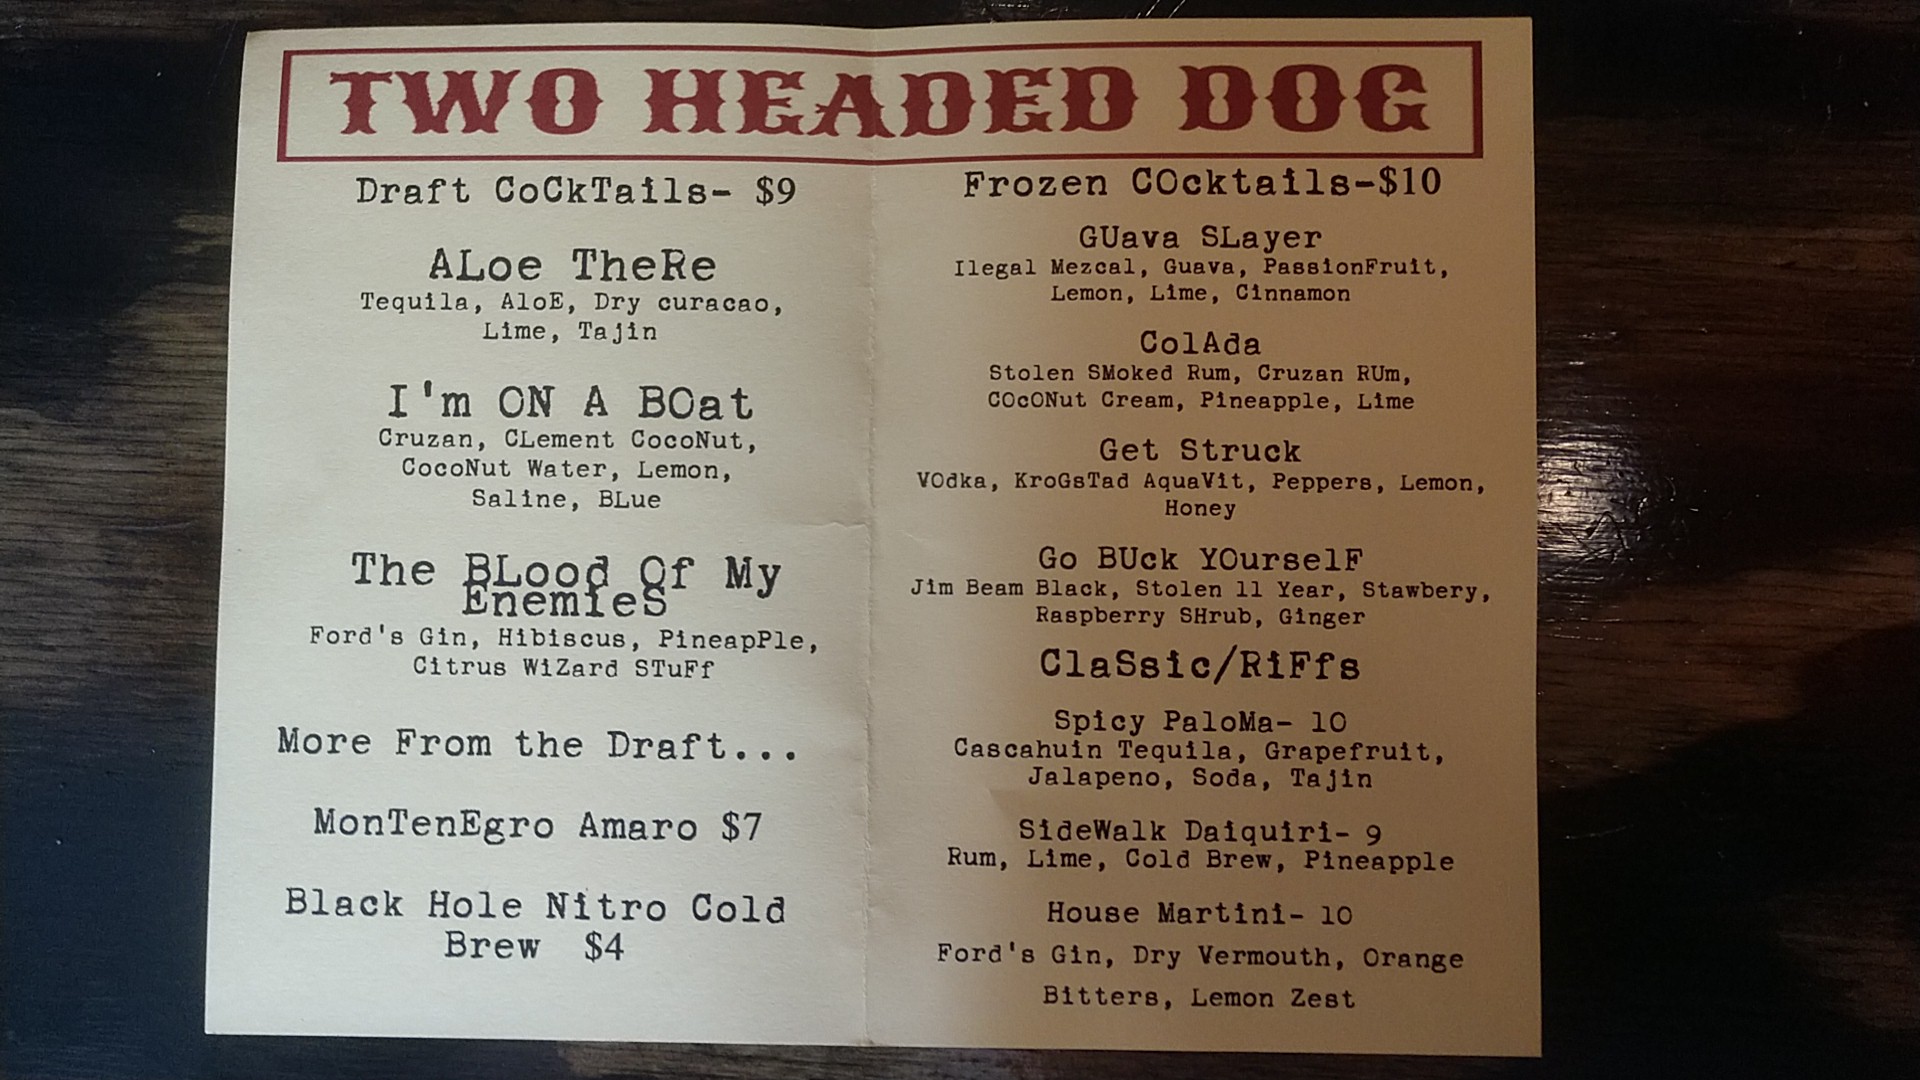 TWO HEADED DOG
Draft CoCkTails- $9
ALoe TheRe
Tequila, AloE, Dry curacao,
Lime, Tajin
I'm ON A BOat
Cruzan, CLement CocoNut,
CocoNut Water, Lemon,
Saline, BLue
The BLood Of My
EnemieS
Ford's Gin, Hibiscus, PineapPle,
Citrus WiZard STuFf
More From the Draft...
MonTenEgro Amaro $7
Black Hole Nitro Cold
Brew $4
Frozen COcktails-$10
GUava SLayer
Ilegal Mezcal, Guava, PassionFruit,
Lemon, Lime, Cinnamon
ColAda
Stolen SMoked Rum, Cruzan RUm,
COcONut Cream, Pineapple, Lime
Get Struck
VOdka, KroGsTad AquaVit, Peppers, Lemon,
Honey
Go BUck YOurselF
Jim Beam Black, Stolen 11 Year, Stawbery,
Raspberry SHrub, Ginger
ClaSsic/RiFfs
Spicy PaloMa- 10
Cascahuin Tequila, Grapefruit,
Jalapeno, Soda, Tajin
SideWalk Daiquiri- 9
Rum, Lime, Cold Brew, Pineapple
House Martini- 10
Ford's Gin, Dry Vermouth, Orange
Bitters, Lemon Zest